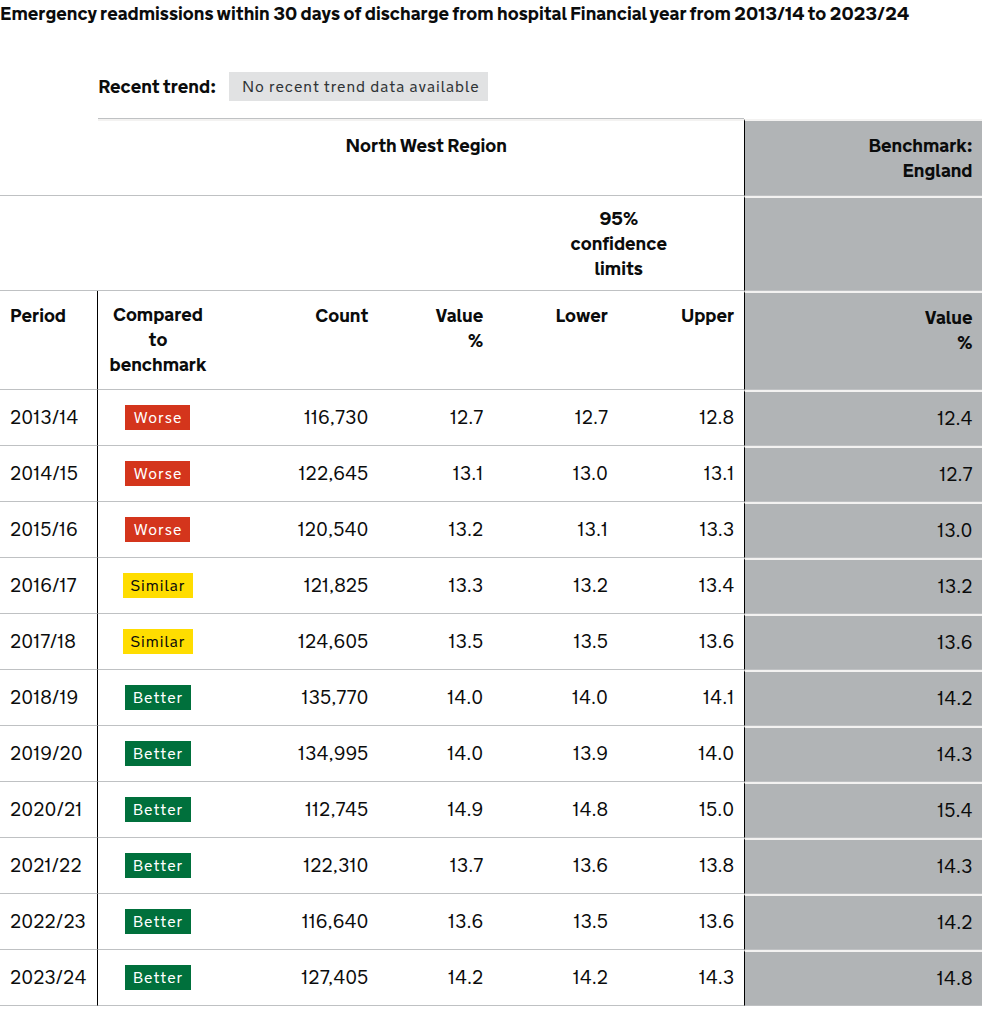 Emergency readmissions within 30 days of discharge from hospital Financial year from 2013/14 to 2023/24
Recent trend: No recent trend data available
North West Region Benchmark: England
95% confidence limits
Period Compared to benchmark Count Value % Lower Upper Value %
2013/14 Worse 116,730 12.7 12.7 12.8 12.4
2014/15 Worse 122,645 13.1 13.0 13.1 12.7
2015/16 Worse 120,540 13.2 13.1 13.3 13.0
2016/17 Similar 121,825 13.3 13.2 13.4 13.2
2017/18 Similar 124,605 13.5 13.5 13.6 13.6
2018/19 Better 135,770 14.0 14.0 14.1 14.2
2019/20 Better 134,995 14.0 13.9 14.0 14.3
2020/21 Better 112,745 14.9 14.8 15.0 15.4
2021/22 Better 122,310 13.7 13.6 13.8 14.3
2022/23 Better 116,640 13.6 13.5 13.6 14.2
2023/24 Better 127,405 14.2 14.2 14.3 14.8